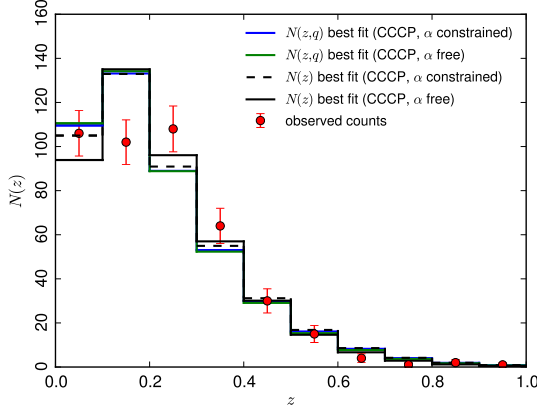 N(z,q) best fit (CCCP, α constrained)
N(z,q) best fit (CCCP, α free)
N(z) best fit (CCCP, α constrained)
N(z) best fit (CCCP, α free)
observed counts
160
140
120
100
80
60
40
20
0
N(z)
0.0 0.2 0.4 0.6 0.8 1.0
z